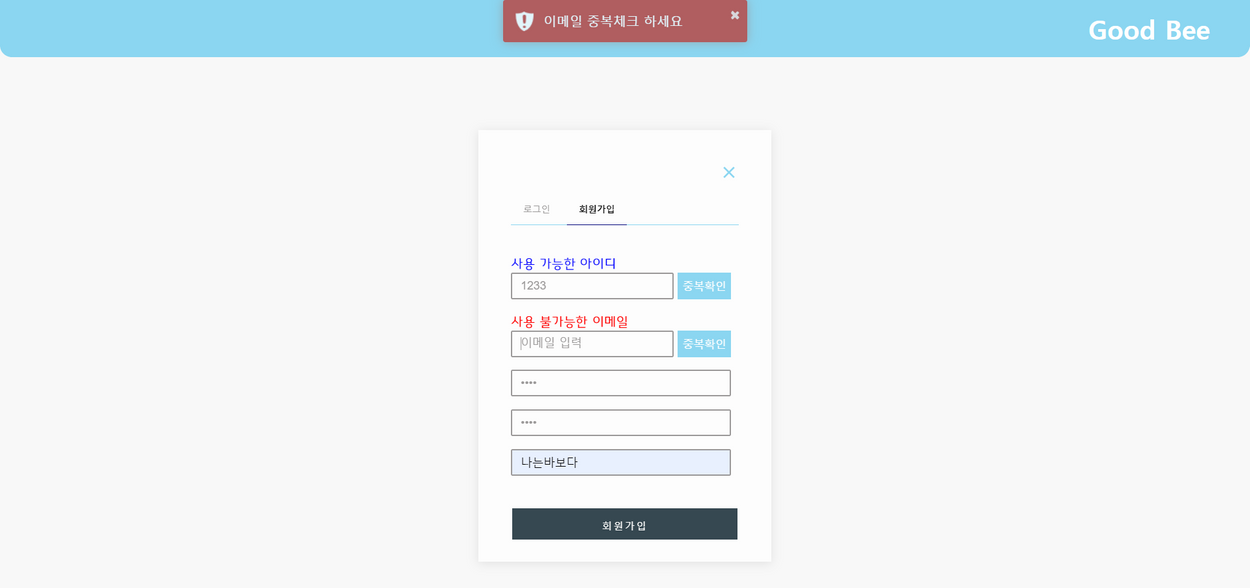 이메일 중복체크 하세요
Good Bee
로그인 회원가입
사용 가능한 아이디
1233 중복확인
사용 불가능한 이메일
이메일 입력 중복확인
••••
••••
나는바보다
회원가입